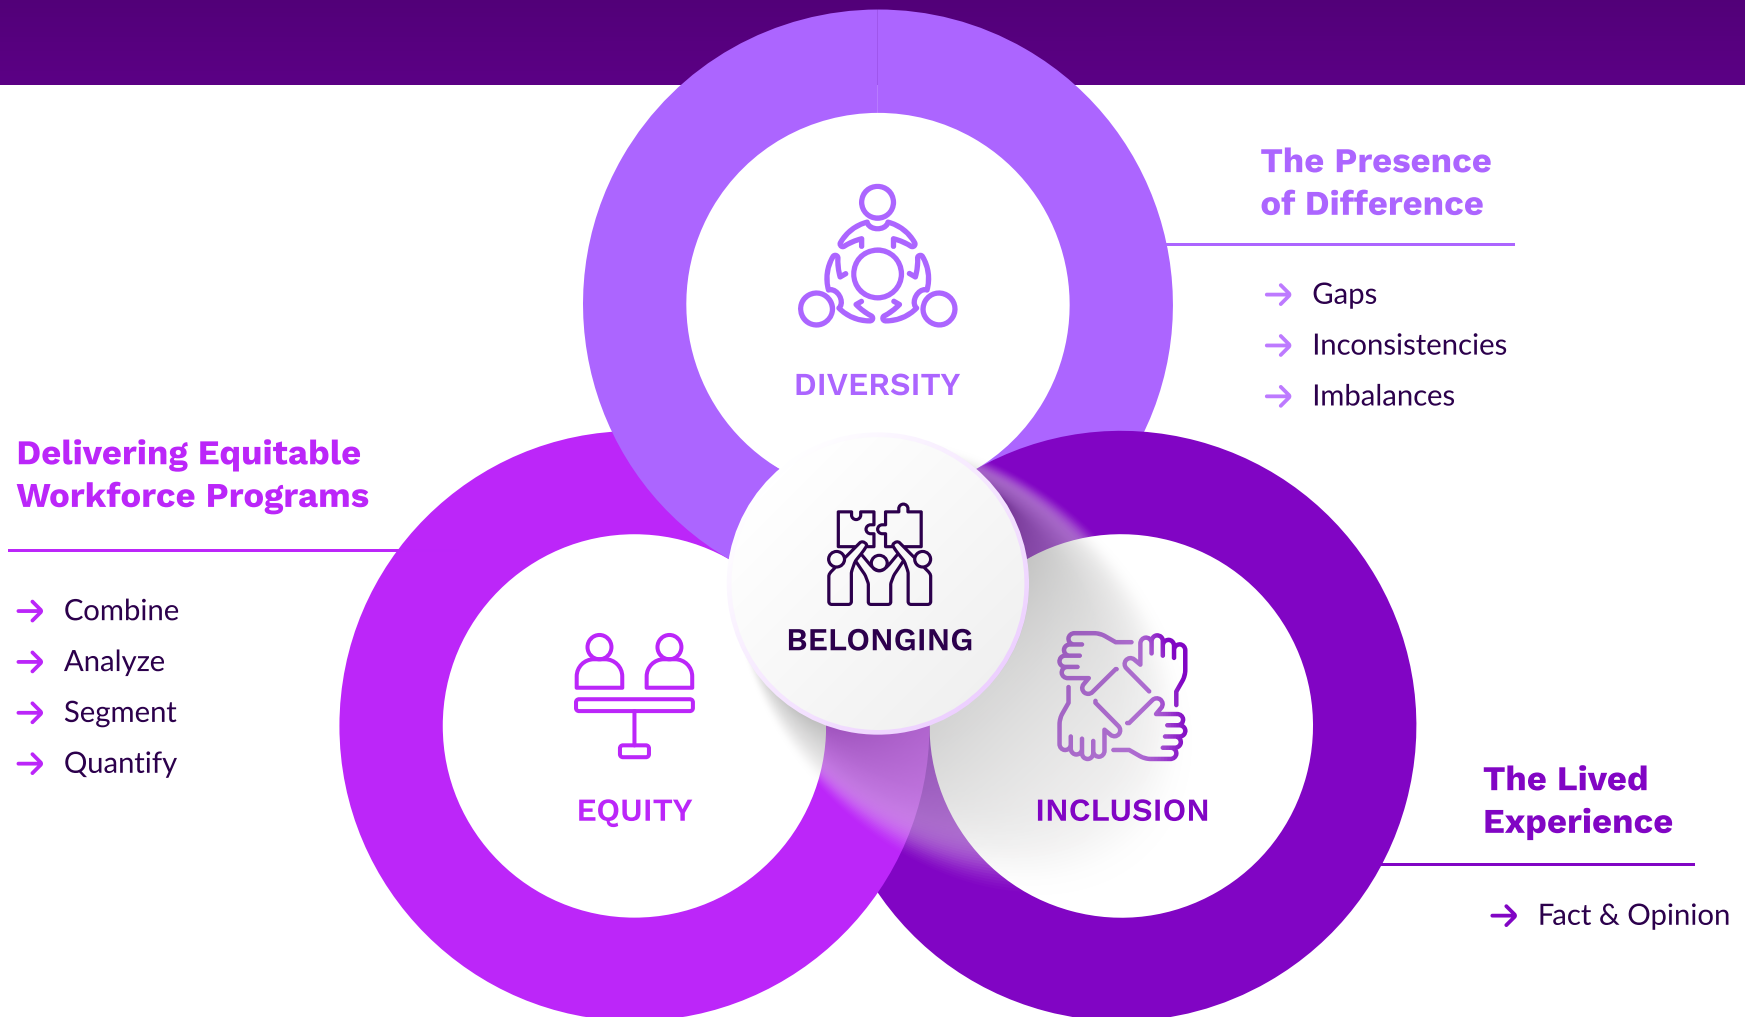 The Presence
of Difference
Gaps
Inconsistencies
Imbalances
DIVERSITY
Delivering Equitable
Workforce Programs
Combine
Analyze
Segment
Quantify
BELONGING
EQUITY
INCLUSION
The Lived
Experience
Fact & Opinion